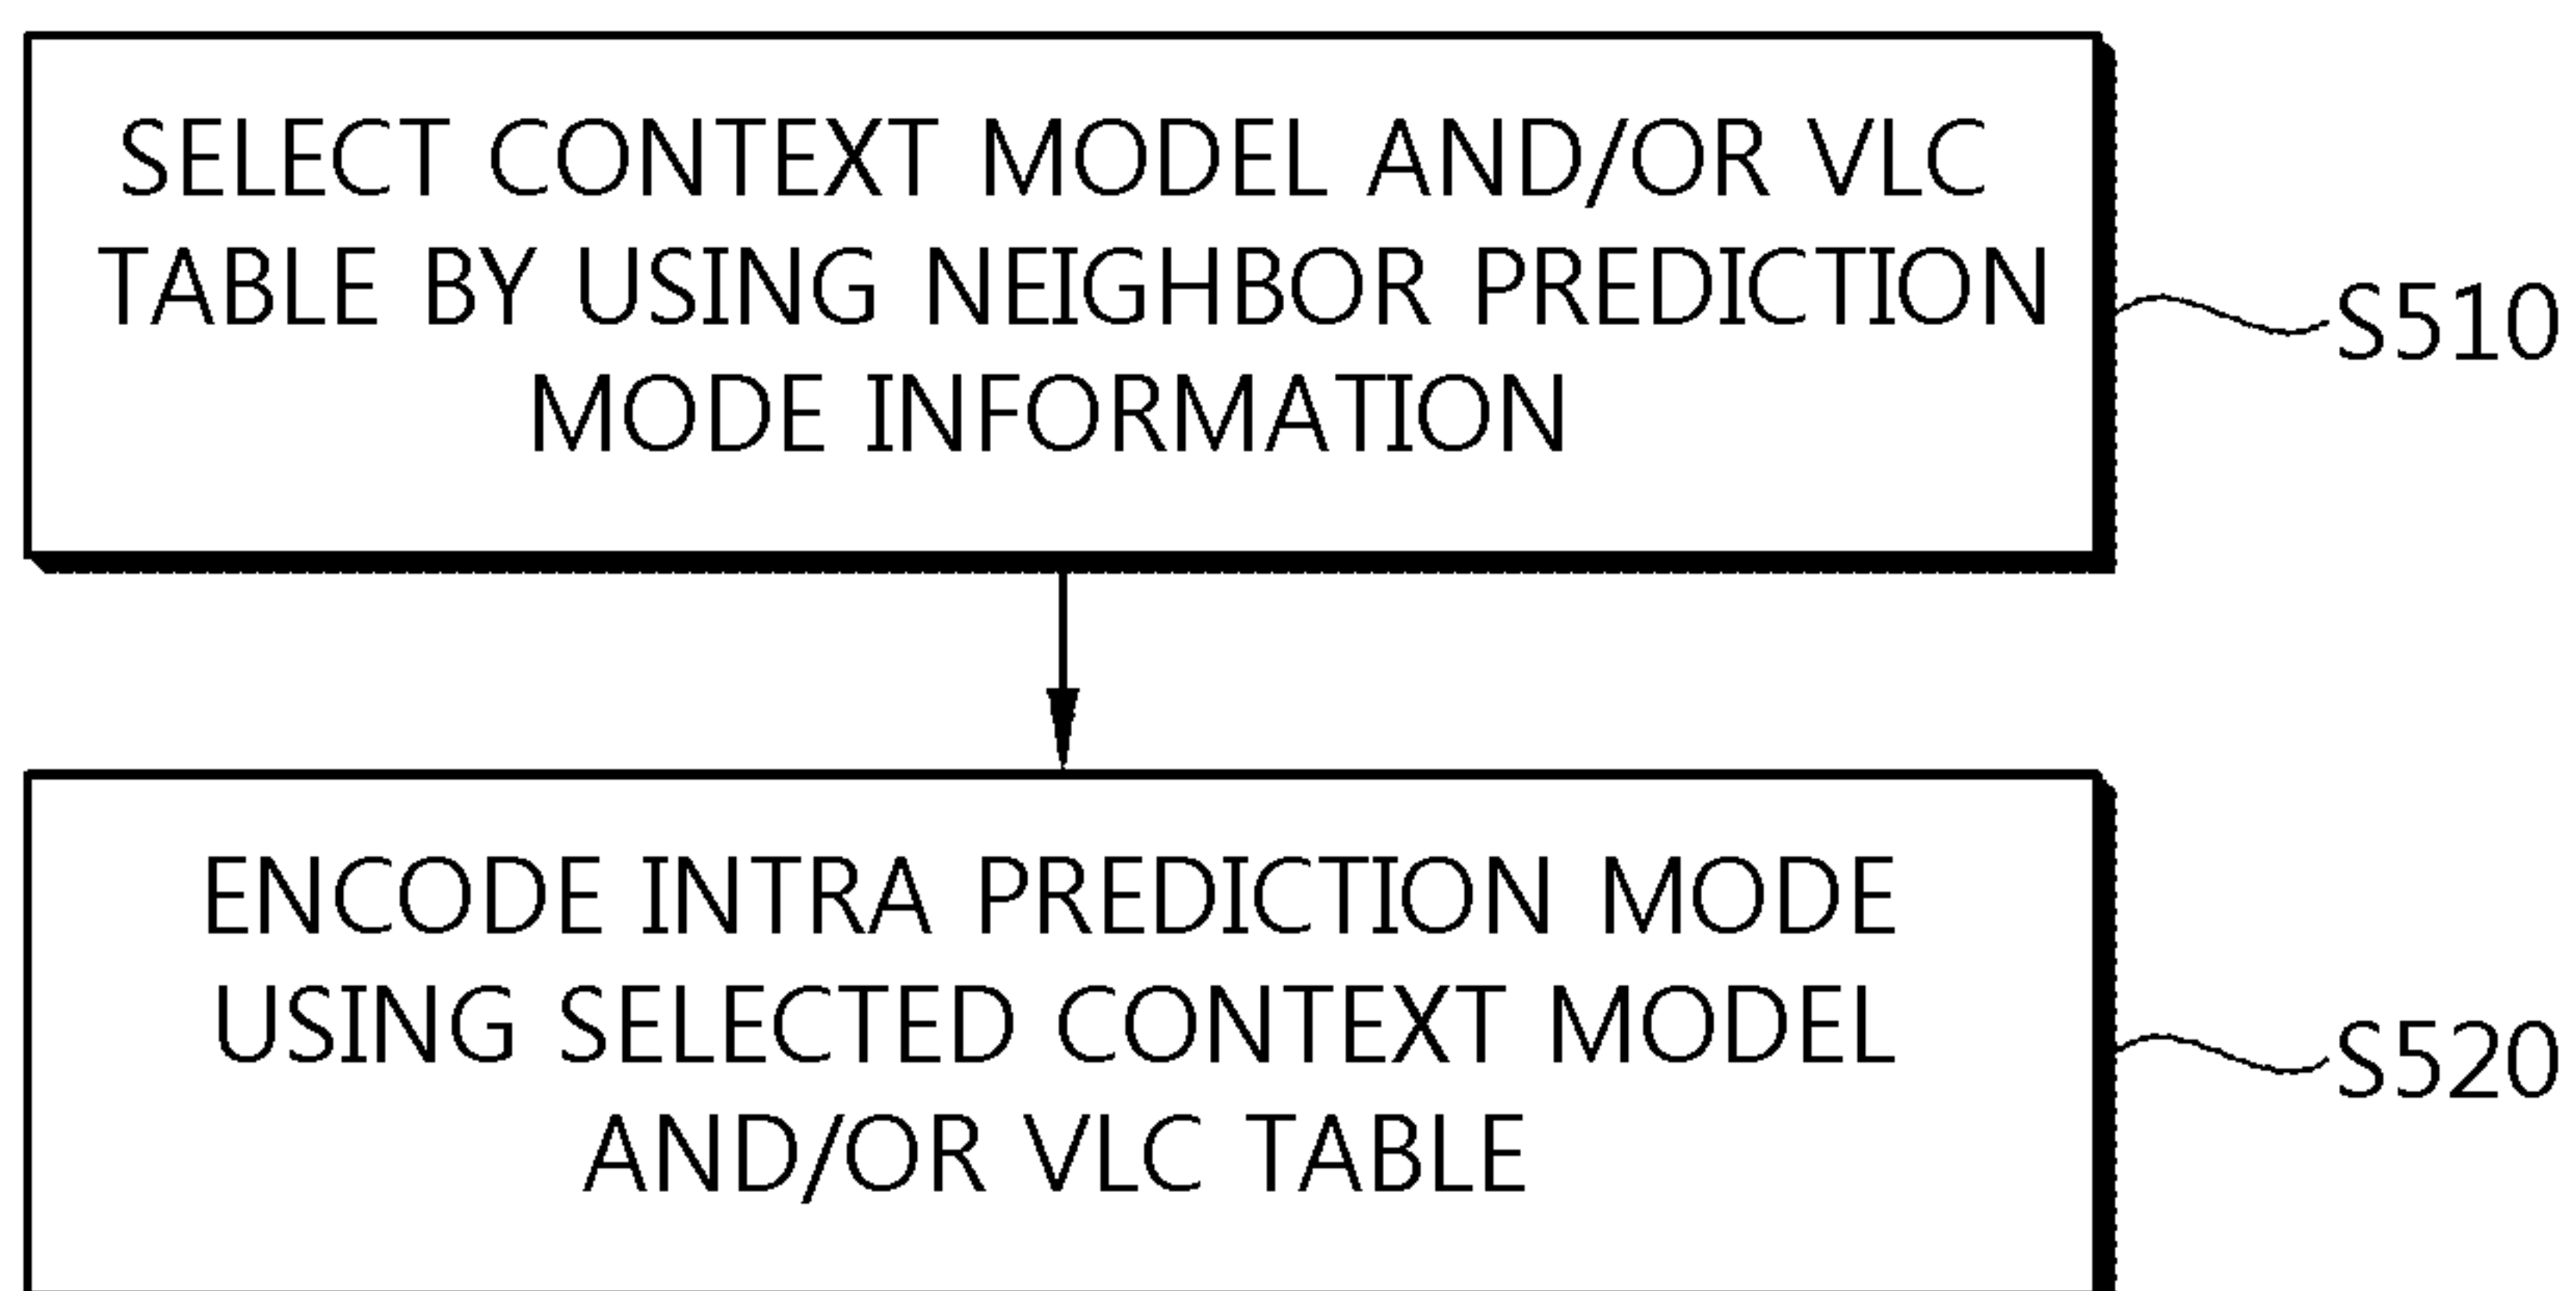 SELECT CONTEXT MODEL AND/OR VLC
TABLE BY USING NEIGHBOR PREDICTION
MODE INFORMATION
S510
ENCODE INTRA PREDICTION MODE
USING SELECTED CONTEXT MODEL
AND/OR VLC TABLE
S520